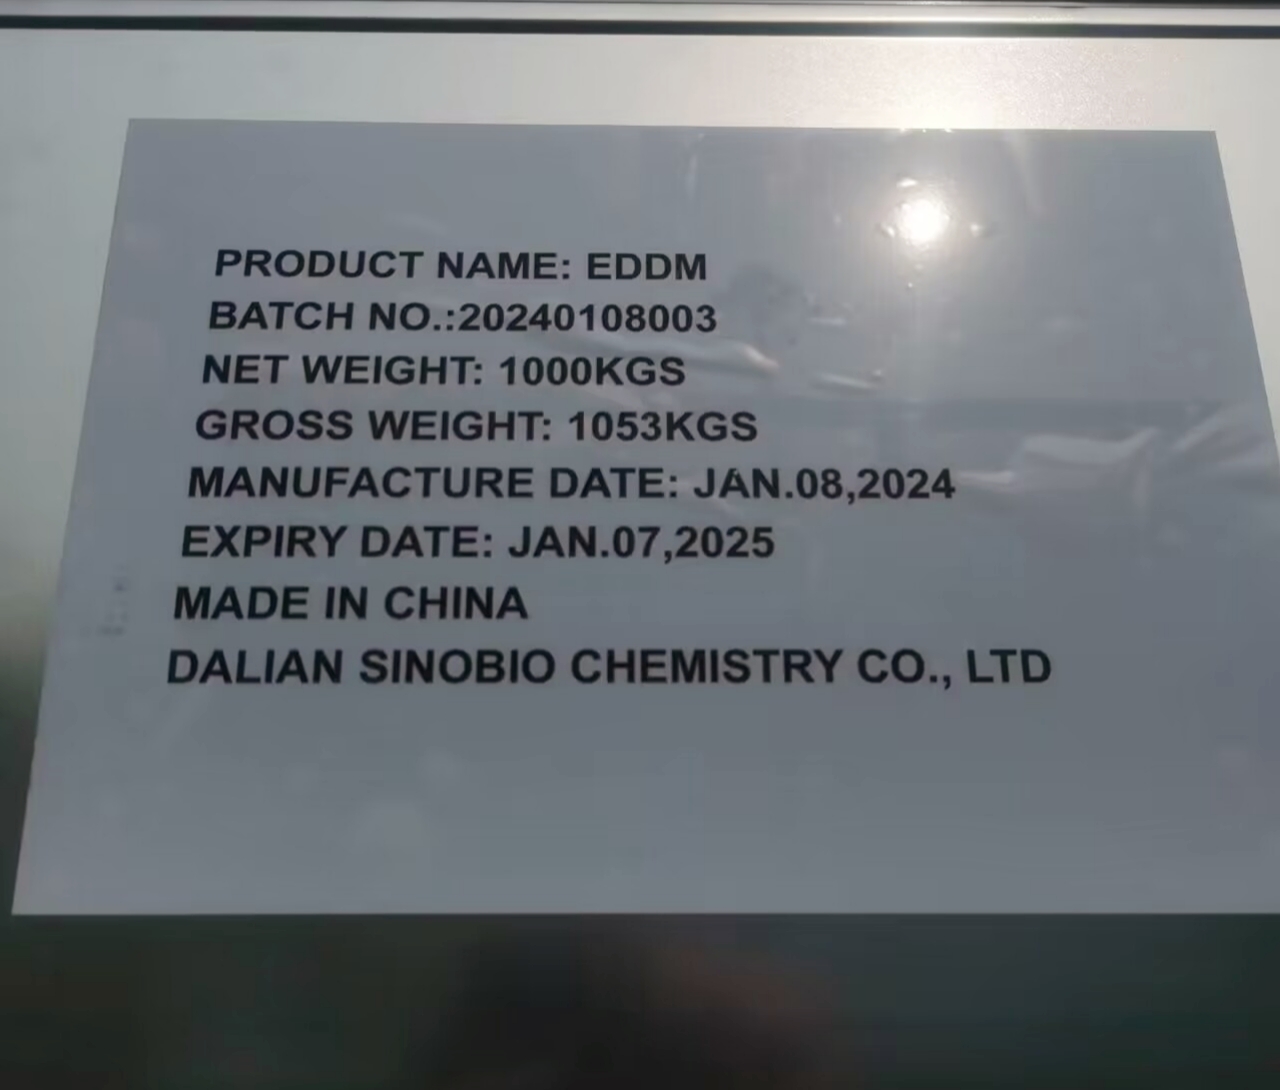 PRODUCT NAME: EDDM
BATCH NO.:20240108003
NET WEIGHT: 1000KGS
GROSS WEIGHT: 1053KGS
MANUFACTURE DATE: JAN.08,2024
EXPIRY DATE: JAN.07,2025
MADE IN CHINA
DALIAN SINOBIO CHEMISTRY CO., LTD